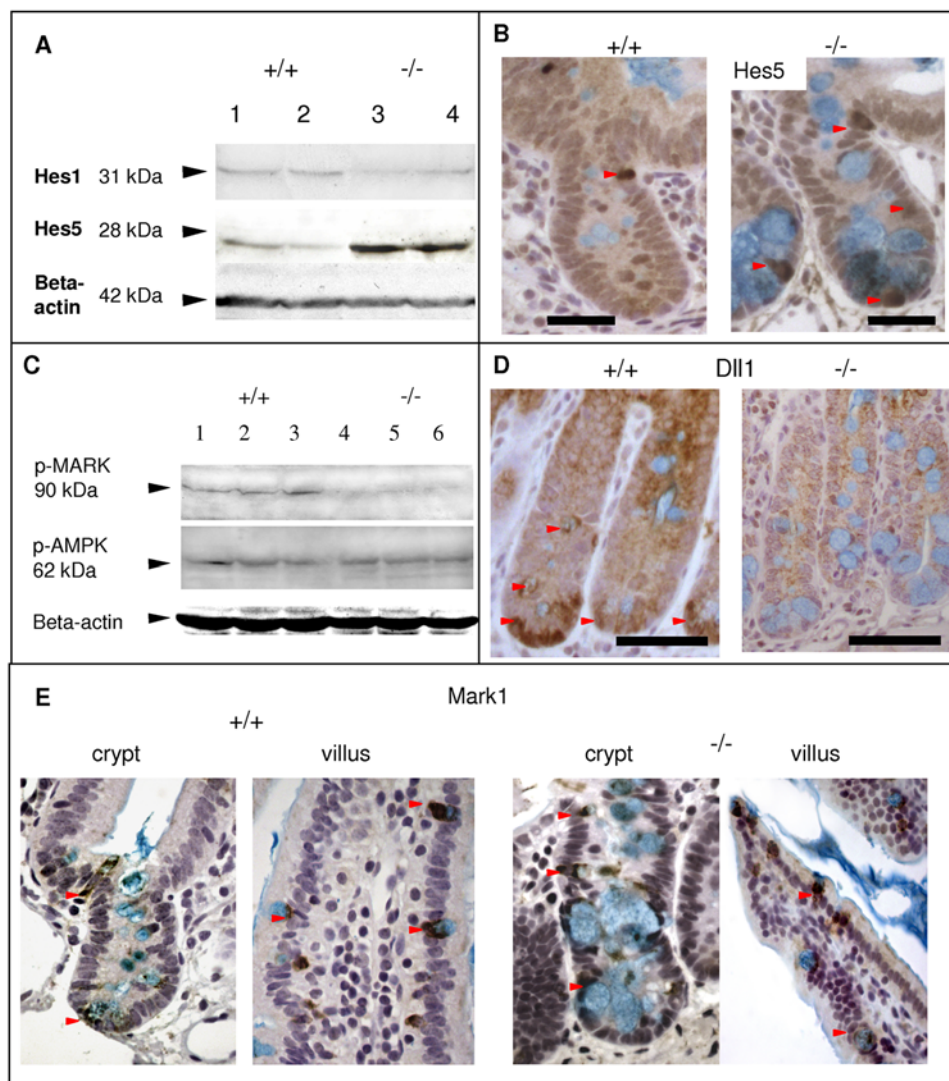 A
+/+ -/-
1 2 3 4
Hes1 31 kDa
Hes5 28 kDa
Beta-
actin 42 kDa
B
+/+ -/-
Hes5
C
+/+ -/-
1 2 3 4 5 6
p-MARK
90 kDa
p-AMPK
62 kDa
Beta-actin
D
+/+ Dll1 -/-
E
Mark1
+/+ -/-
crypt villus crypt villus